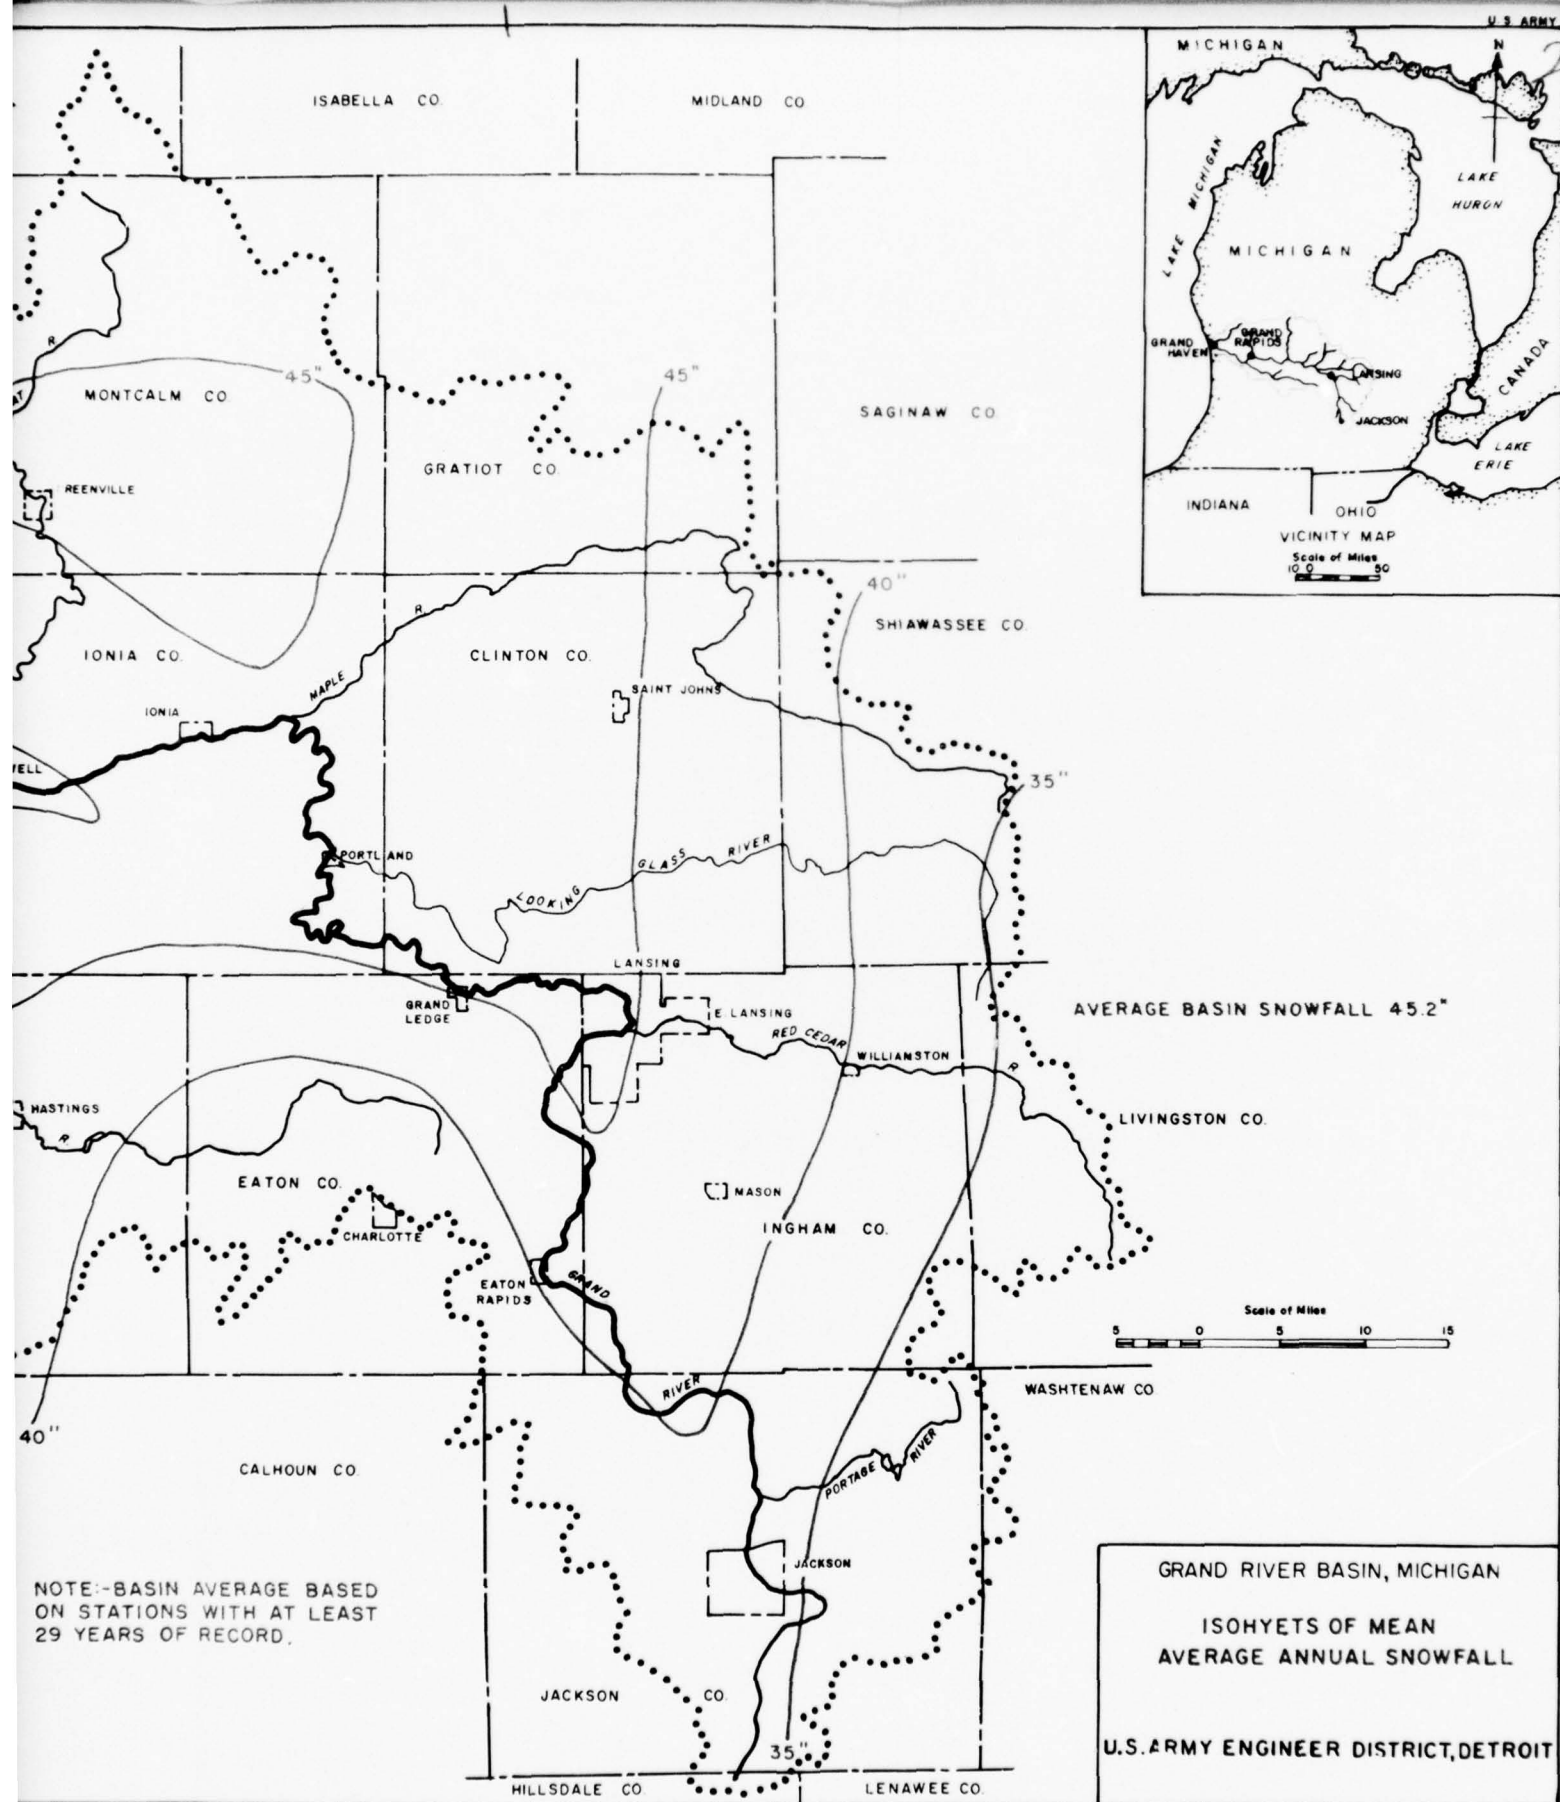 U S ARMY
ISABELLA CO.
MIDLAND CO
MICHIGAN
N
LAKE MICHIGAN
LAKE
HURON
MICHIGAN
GRAND
HAVEN
GRAND
RAPIDS
LANSING
JACKSON
CANADA
LAKE
ERIE
INDIANA
OHIO
VICINITY MAP
Scale of Miles
10 0 50
R.
45"
45"
MONTCALM CO.
SAGINAW CO.
GRATIOT CO.
REENVILLE
40"
SHIAWASSEE CO.
R.
IONIA CO.
CLINTON CO.
MAPLE
SAINT JOHNS
IONIA
WELL
35"
PORTLAND
LOOKING GLASS RIVER
LANSING
GRAND
LEDGE
E. LANSING
RED CEDAR
WILLIAMSTON
R
AVERAGE BASIN SNOWFALL 45.2"
HASTINGS
R
LIVINGSTON CO.
EATON CO.
MASON
CHARLOTTE
INGHAM CO.
EATON
RAPIDS
GRAND
Scale of Miles
5 0 5 10 15
RIVER
WASHTENAW CO
40"
CALHOUN CO.
PORTAGE RIVER
JACKSON
NOTE:-BASIN AVERAGE BASED
ON STATIONS WITH AT LEAST
29 YEARS OF RECORD.
JACKSON CO.
35"
HILLSDALE CO.
LENAWEE CO.
GRAND RIVER BASIN, MICHIGAN
ISOHYETS OF MEAN
AVERAGE ANNUAL SNOWFALL
U.S. ARMY ENGINEER DISTRICT, DETROIT